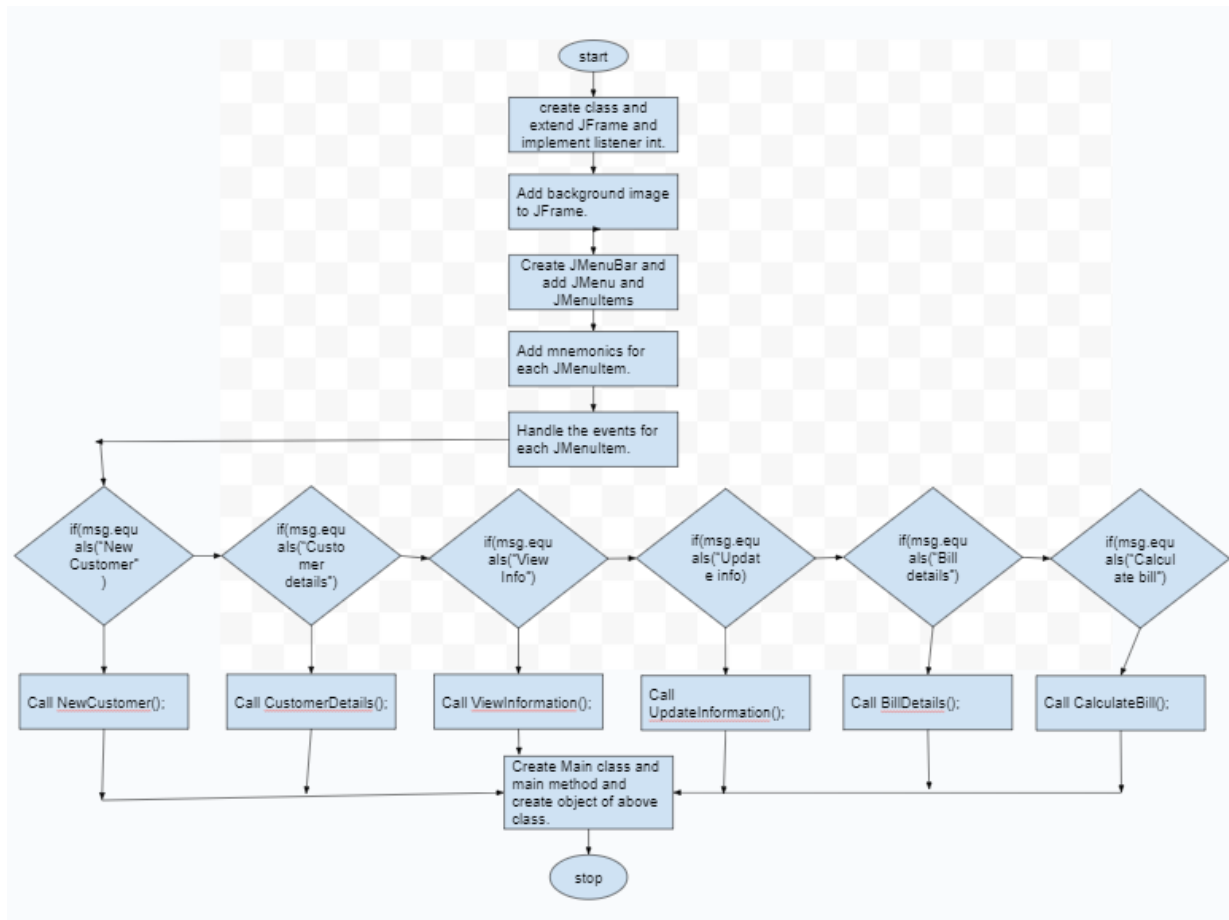 start
create class and
extend JFrame and
implement listener int.
Add background image
to JFrame.
Create JMenuBar and
add JMenu and
JMenuItems
Add mnemonics for
each JMenuItem.
Handle the events for
each JMenuItem.
if(msg.equ
als("New
Customer"
)
if(msg.equ
als("Custo
mer
details")
if(msg.equ
als("View
Info")
if(msg.equ
als("Updat
e info)
if(msg.equ
als("Bill
details")
if(msg.equ
als("Calcul
ate bill")
Call NewCustomer();
Call CustomerDetails();
Call ViewInformation();
Call
UpdateInformation();
Call BillDetails();
Call CalculateBill();
Create Main class and
main method and
create object of above
class.
stop